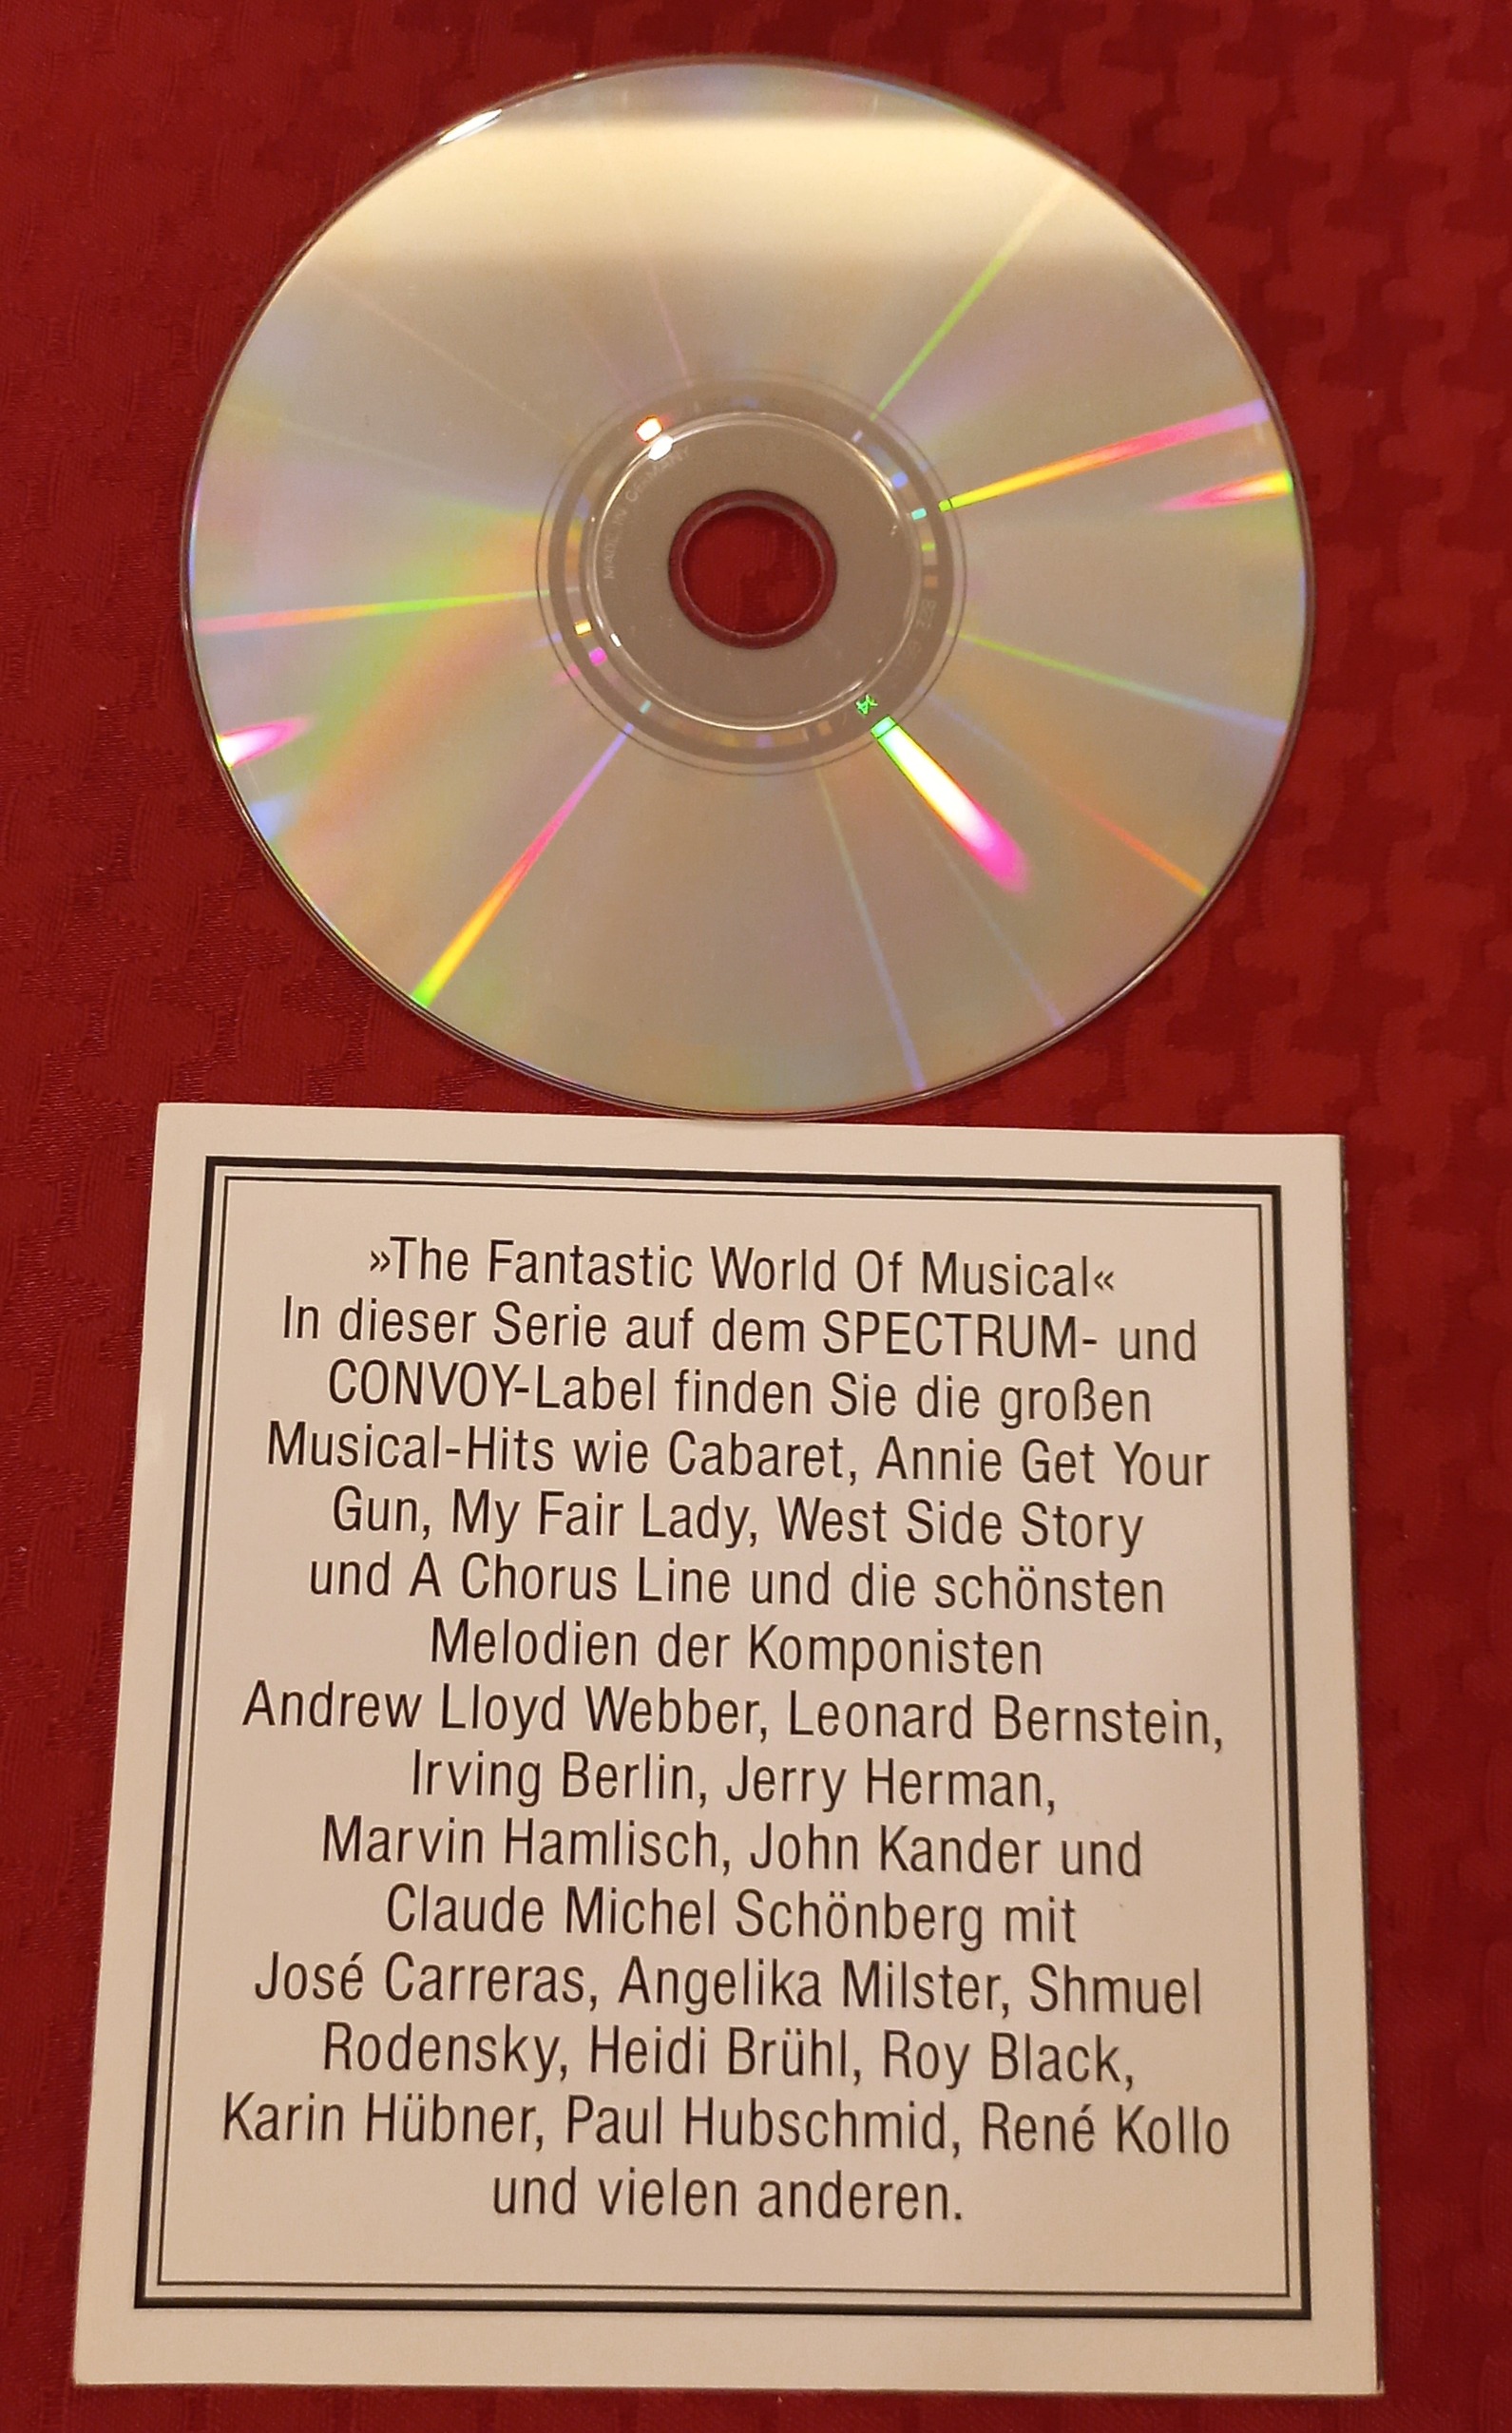 MADE IN GERMANY
»The Fantastic World Of Musical«
In dieser Serie auf dem SPECTRUM- und
CONVOY-Label finden Sie die großen
Musical-Hits wie Cabaret, Annie Get Your
Gun, My Fair Lady, West Side Story
und A Chorus Line und die schönsten
Melodien der Komponisten
Andrew Lloyd Webber, Leonard Bernstein,
Irving Berlin, Jerry Herman,
Marvin Hamlisch, John Kander und
Claude Michel Schönberg mit
José Carreras, Angelika Milster, Shmuel
Rodensky, Heidi Brühl, Roy Black,
Karin Hübner, Paul Hubschmid, René Kollo
und vielen anderen.